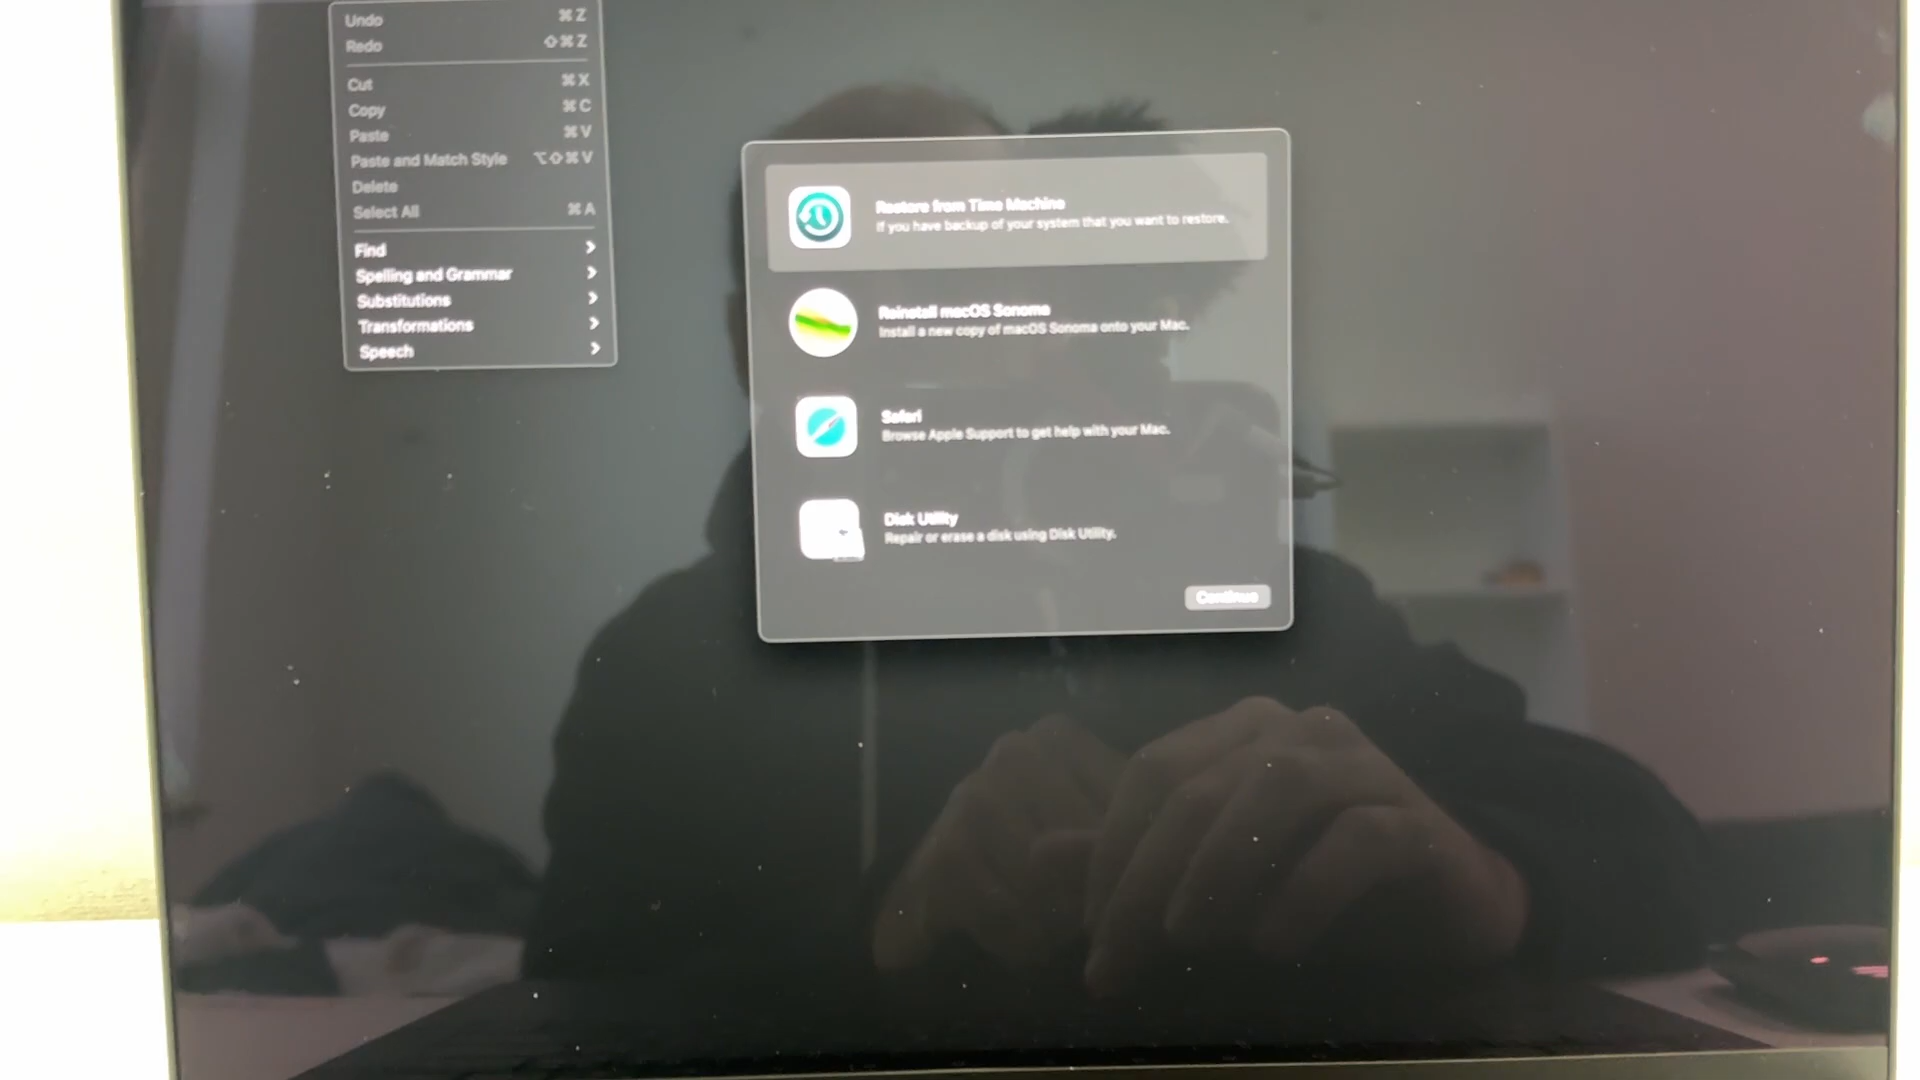 Undo ⌘Z
Redo ⇧⌘Z
Cut ⌘X
Copy ⌘C
Paste ⌘V
Paste and Match Style ⌥⇧⌘V
Delete
Select All ⌘A
Find
Spelling and Grammar
Substitutions
Transformations
Speech
Restore from Time Machine
If you have backup of your system that you want to restore.
Reinstall macOS Sonoma
Install a new copy of macOS Sonoma onto your Mac.
Safari
Browse Apple Support to get help with your Mac.
Disk Utility
Repair or erase a disk using Disk Utility.
Continue